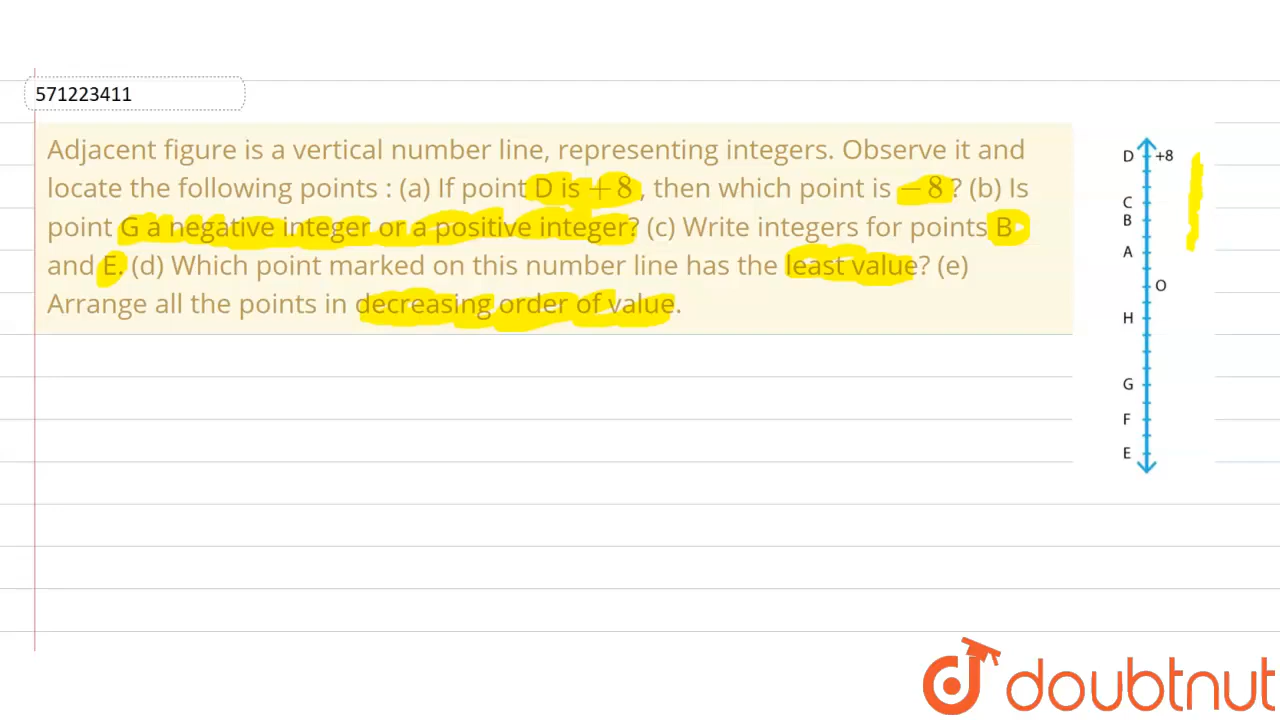 571223411
Adjacent figure is a vertical number line, representing integers. Observe it and
locate the following points : (a) If point D is +8, then which point is −8 ? (b) Is
point G a negative integer or a positive integer? (c) Write integers for points B
and E. (d) Which point marked on this number line has the least value? (e)
Arrange all the points in decreasing order of value.
D +8
C
B
A
O
H
G
F
E
doubtnut